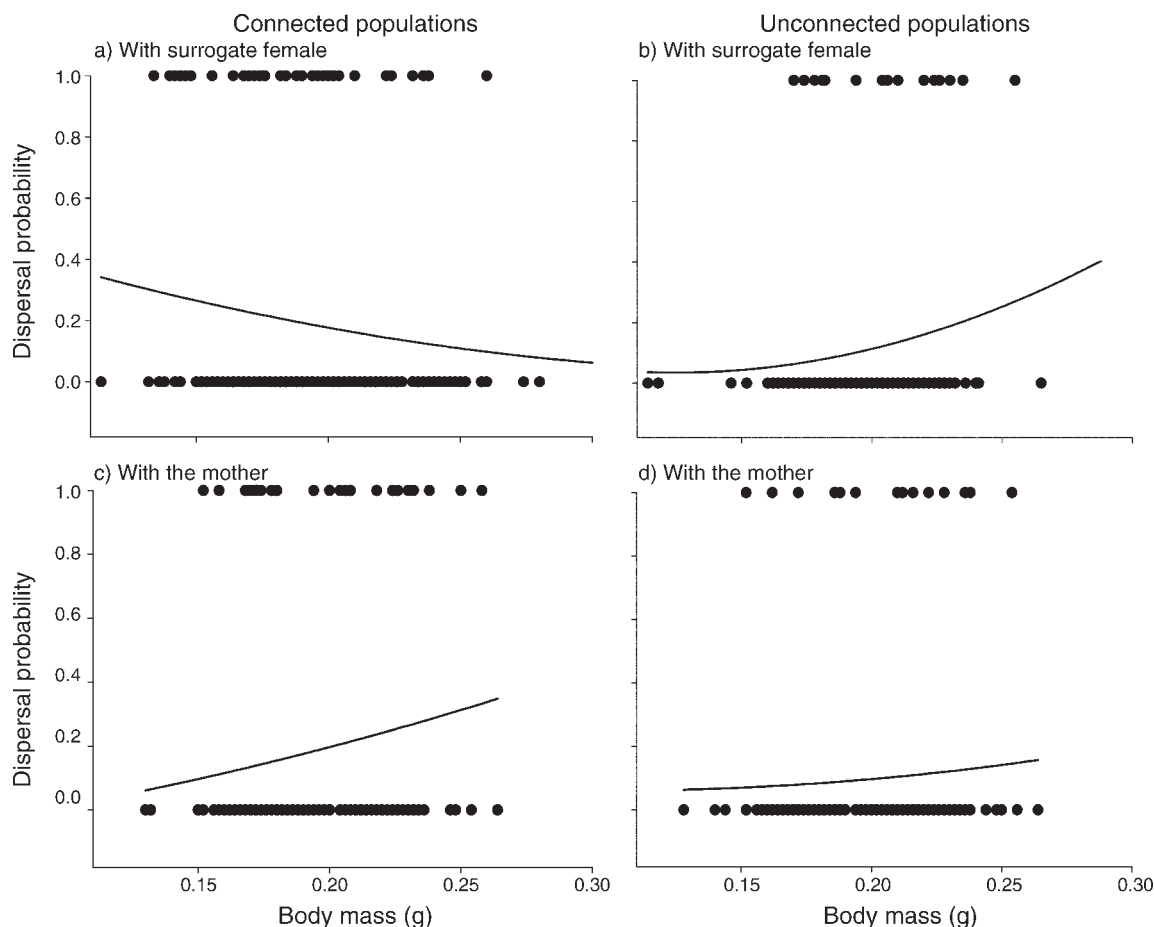 Connected populations
Unconnected populations
a) With surrogate female
b) With surrogate female
1.0
0.8
0.6
0.4
0.2
0.0
Dispersal probability
c) With the mother
d) With the mother
1.0
0.8
0.6
0.4
0.2
0.0
Dispersal probability
0.15
0.20
0.25
0.30
0.15
0.20
0.25
0.30
Body mass (g)
Body mass (g)